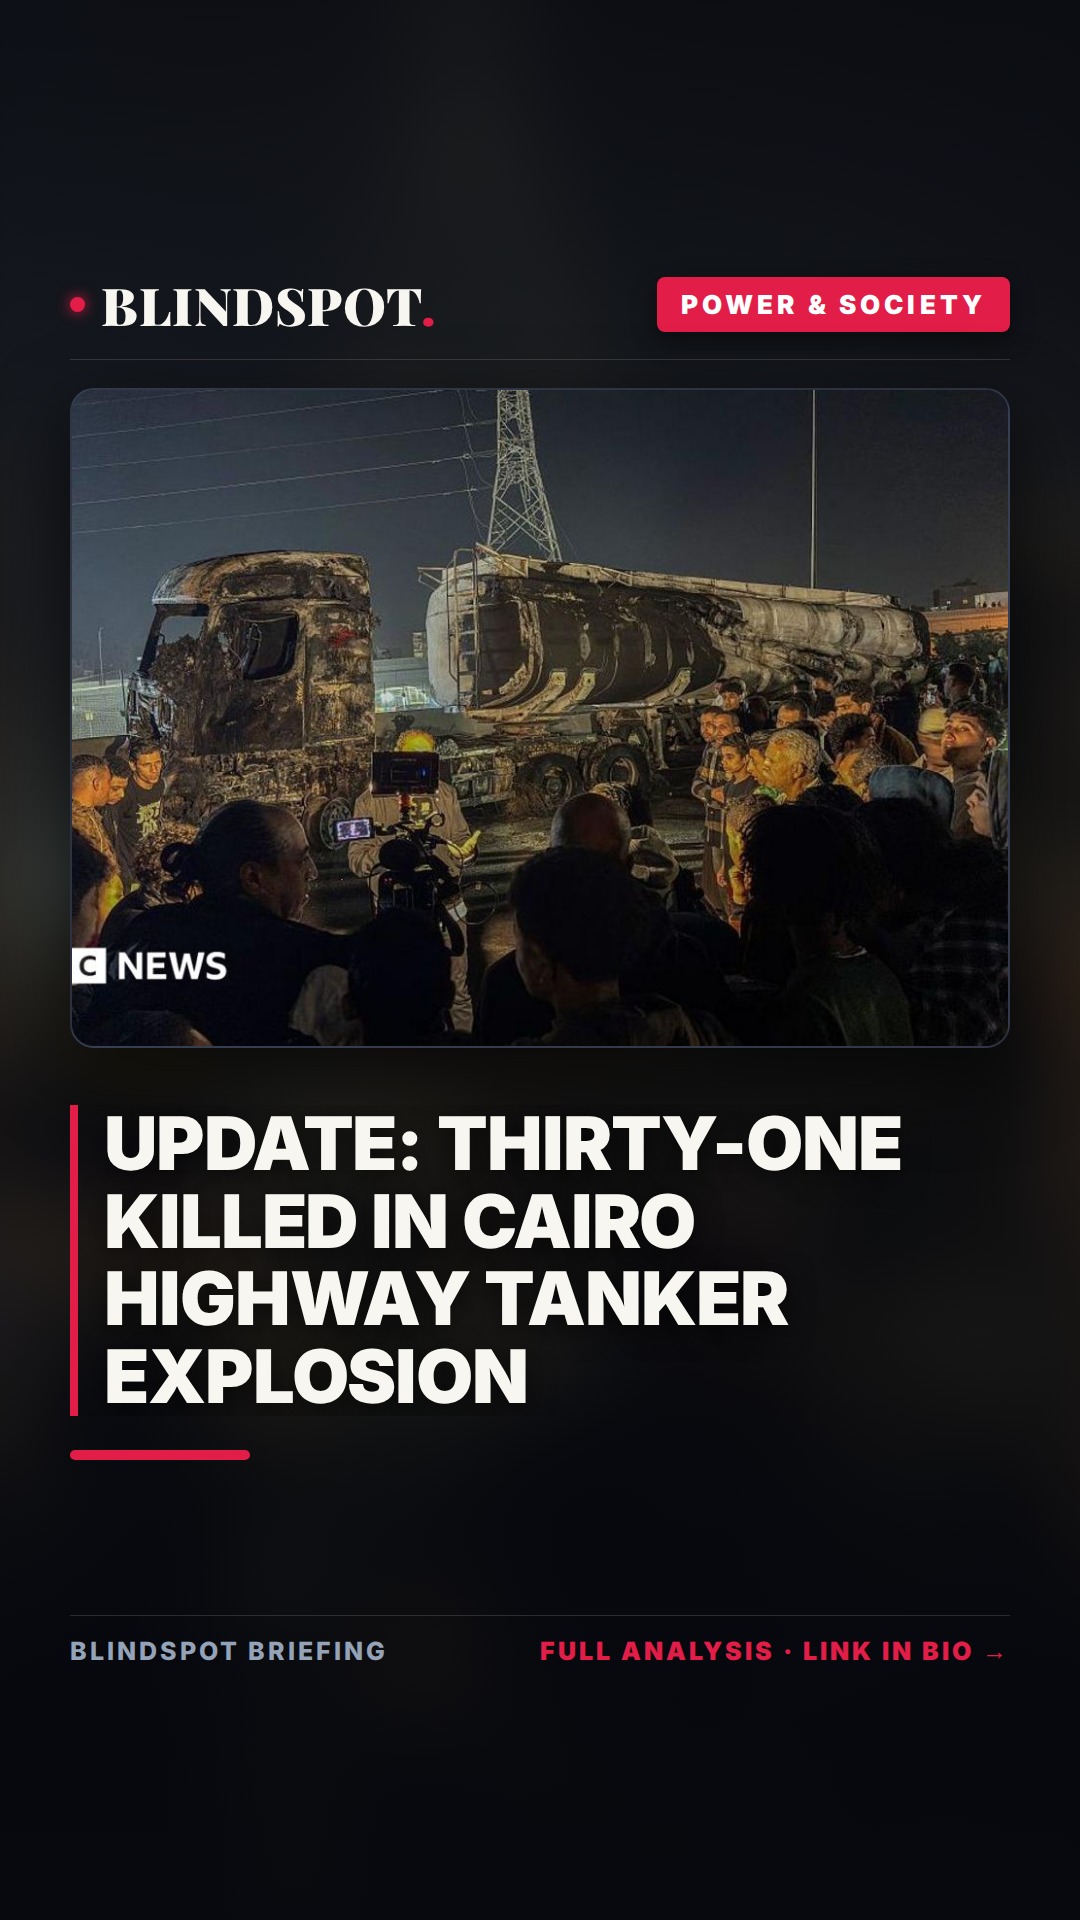 BLINDSPOT.
POWER & SOCIETY
C NEWS
UPDATE: THIRTY-ONE
KILLED IN CAIRO
HIGHWAY TANKER
EXPLOSION
BLINDSPOT BRIEFING
FULL ANALYSIS · LINK IN BIO →